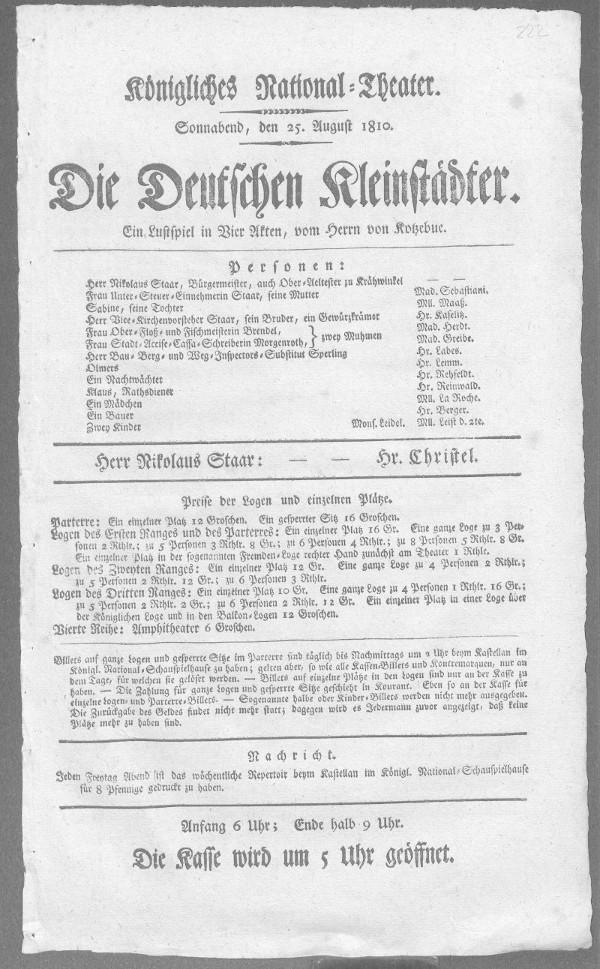 222
Königliches National-Theater.
Sonnabend, den 25. August 1810.
Die Deutschen Kleinstädter.
Ein Lustspiel in Vier Akten, vom Herrn von Kotzebue.
Personen:
Herr Nikolaus Staar, Bürgermeister, auch Ober-Aeltester zu Krähwinkel — —
Frau Unter-Steuer-Einnehmerin Staar, seine Mutter Mad. Sebastiani.
Sabine, seine Tochter Mll. Maaß.
Herr Vice-Kirchenvorsteher Staar, sein Bruder, ein Gewürzkrämer Hr. Kaselitz.
Frau Ober-Floß- und Fischmeisterin Brendel, Mad. Herdt.
Frau Stadt-Accise-Cassa-Schreiberin Morgenroth, } zwey Muhmen Mad. Greibe.
Herr Bau- Berg- und Weg-Inspectors-Substitut Sperling Hr. Labes.
Olmers Hr. Lemm.
Ein Nachtwächter Hr. Rehfeldt.
Klaus, Rathsdiener Hr. Reinwald.
Ein Mädchen Mll. La Roche.
Ein Bauer Hr. Berger.
Zwey Kinder Mons. Leidel. Mll. Leist d. 2te.
Herr Nikolaus Staar: — — Hr. Christel.
Preise der Logen und einzelnen Plätze.
Parterre: Ein einzelner Platz 12 Groschen. Ein gesperrter Sitz 16 Groschen.
Logen des Ersten Ranges und des Parterres: Ein einzelner Platz 16 Gr. Eine ganze Loge zu 3 Per-
sonen 2 Rthlr.; zu 5 Personen 3 Rthlr. 8 Gr.; zu 6 Personen 4 Rthlr.; zu 8 Personen 5 Rthlr. 8 Gr.
Ein einzelner Platz in der sogenannten Fremden-Loge rechter Hand zunächst am Theater 1 Rthlr.
Logen des Zweyten Ranges: Ein einzelner Platz 12 Gr. Eine ganze Loge zu 4 Personen 2 Rthlr.;
zu 5 Personen 2 Rthlr. 12 Gr.; zu 6 Personen 3 Rthlr.
Logen des Dritten Ranges: Ein einzelner Platz 10 Gr. Eine ganze Loge zu 4 Personen 1 Rthlr. 16 Gr.;
zu 5 Personen 2 Rthlr. 2 Gr.; zu 6 Personen 2 Rthlr. 12 Gr. Ein einzelner Platz in einer Loge über
der Königlichen Loge und in den Balkon-Logen 12 Groschen.
Vierte Reihe: Amphitheater 6 Groschen.
Billets auf ganze Logen und gesperrte Sitze im Parterre sind täglich bis Nachmittags um 2 Uhr beym Kastellan im
Königl. National-Schauspielhause zu haben; gelten aber, so wie alle Kassen-Billets und Kontremarquen, nur an
dem Tage, für welchen sie gelöset werden. — Billets auf einzelne Plätze in den Logen sind nur an der Kasse zu
haben. — Die Zahlung für ganze Logen und gesperrte Sitze geschieht in Kourant. Eben so an der Kasse für
einzelne Logen- und Parterre-Billets. — Sogenannte halbe oder Kinder-Billets werden nicht mehr ausgegeben.
Die Zurückgabe des Geldes findet nicht mehr statt; dagegen wird es Jedermann zuvor angezeigt, daß keine
Plätze mehr zu haben sind.
Nachricht.
Jeden Freytag Abend ist das wöchentliche Repertoir beym Kastellan im Königl. National-Schauspielhause
für 8 Pfennige gedruckt zu haben.
Anfang 6 Uhr; Ende halb 9 Uhr.
Die Kasse wird um 5 Uhr geöffnet.